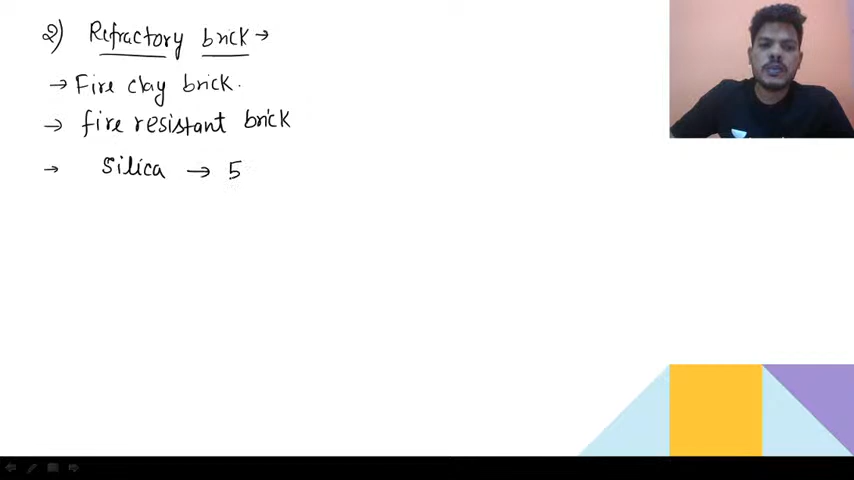 2) Refractory brick →
→ Fire clay brick.
→ fire resistant brick
→ Silica → 5